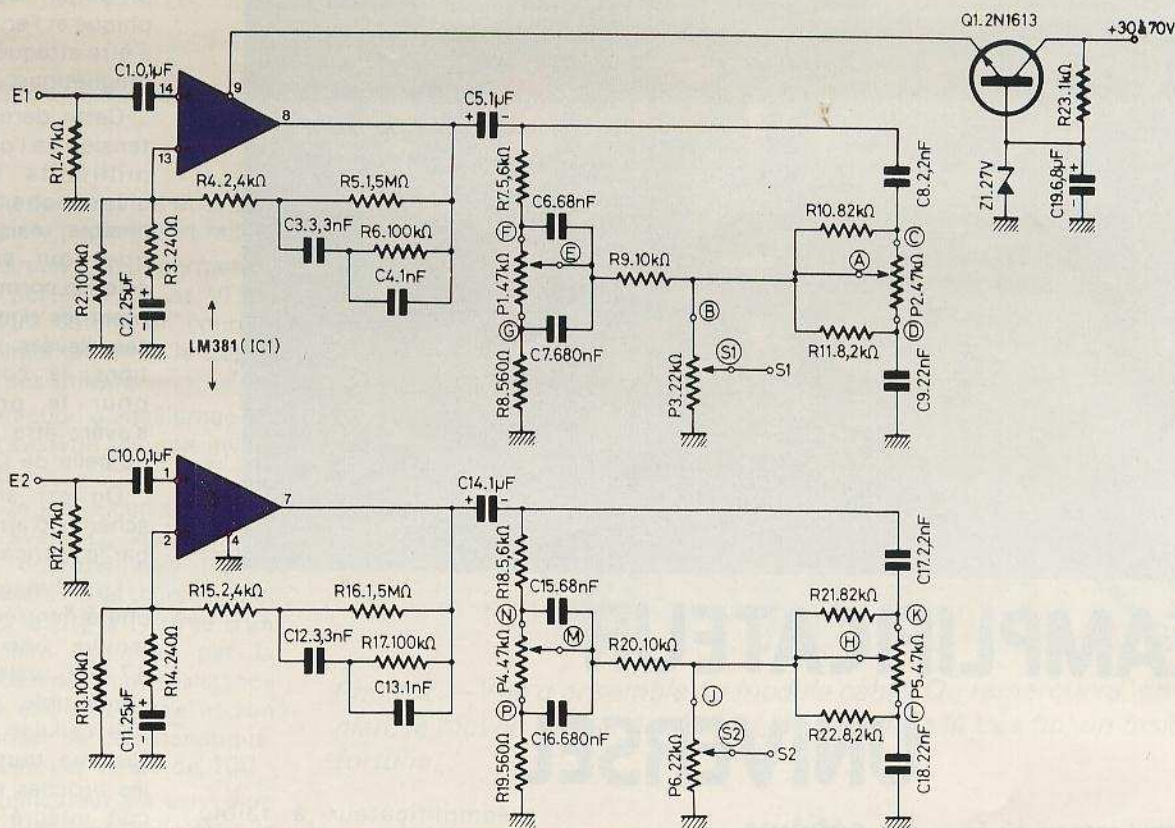 Q1.2N1613
+30à70V
C1.0,1µF
E1
14
9
8
13
R1.47kΩ
C5.1µF
+
-
R23.1kΩ
R4.2,4kΩ
R5.1,5MΩ
R7.5,6kΩ
C8.2,2nF
Z1.27V
C19.6,8µF
+
-
C3.3,3nF
R6.100kΩ
C6.68nF
R10.82kΩ
F
E
C
R2.100kΩ
R3.240Ω
C4.1nF
P1.47kΩ
R9.10kΩ
A
P2.47kΩ
C2.25µF
+
-
G
B
D
LM381(IC1)
C7.680nF
R11.8,2kΩ
R8.560Ω
P3.22kΩ
S1
S1
C9.22nF
C10.0,1µF
E2
1
7
2
4
R12.47kΩ
C14.1µF
+
-
R15.2,4kΩ
R16.1,5MΩ
R18.5,6kΩ
C17.2,2nF
C12.3,3nF
R17.100kΩ
C15.68nF
R21.82kΩ
N
M
K
R13.100kΩ
R14.240Ω
C13.1nF
P4.47kΩ
R20.10kΩ
H
P5.47kΩ
C11.25µF
+
-
P
J
L
C16.680nF
R22.8,2kΩ
R19.560Ω
P6.22kΩ
S2
S2
C18.22nF